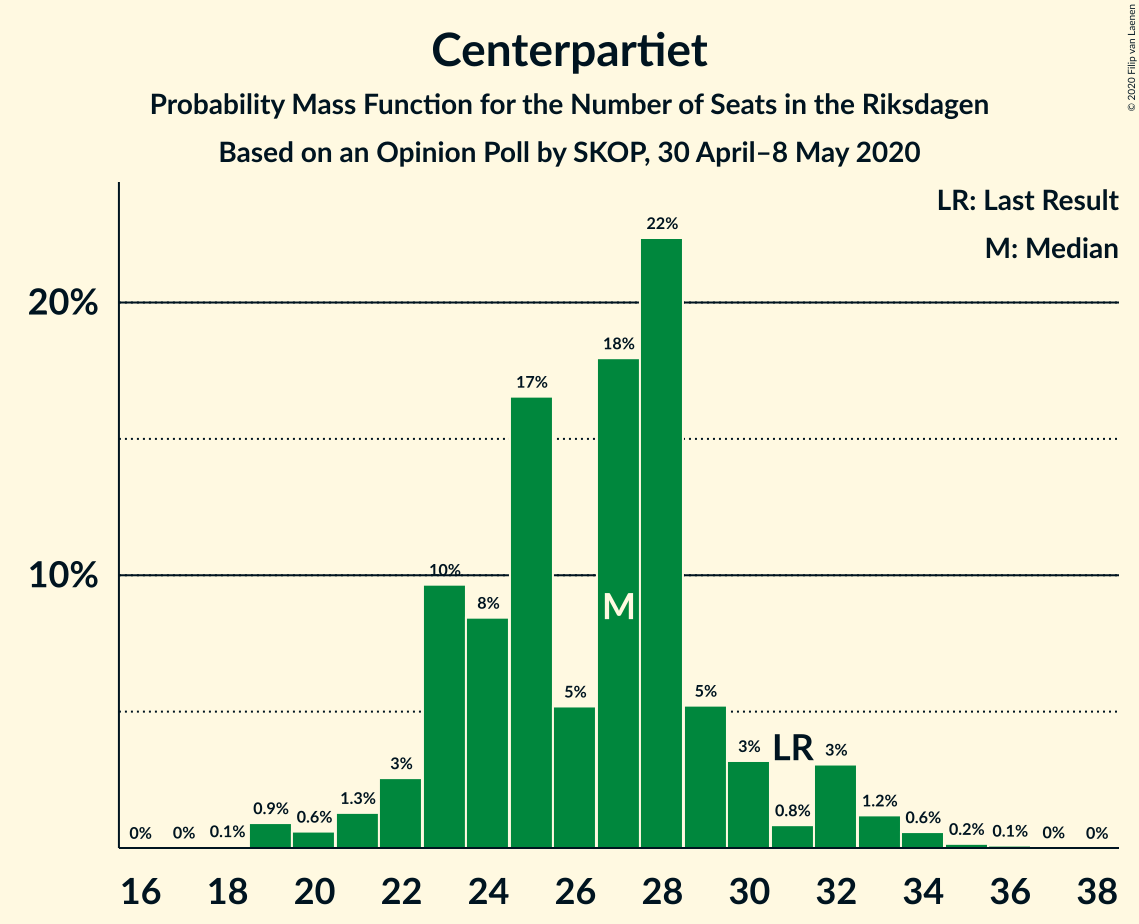 Centerpartiet
Probability Mass Function for the Number of Seats in the Riksdagen
Based on an Opinion Poll by SKOP, 30 April–8 May 2020
© 2020 Filip van Laenen
LR: Last Result
M: Median
20%
10%
0%
0%
0.1%
0.9%
0.6%
1.3%
3%
10%
8%
17%
5%
18%
22%
5%
3%
0.8%
3%
1.2%
0.6%
0.2%
0.1%
0%
0%
M
LR
16 18 20 22 24 26 28 30 32 34 36 38